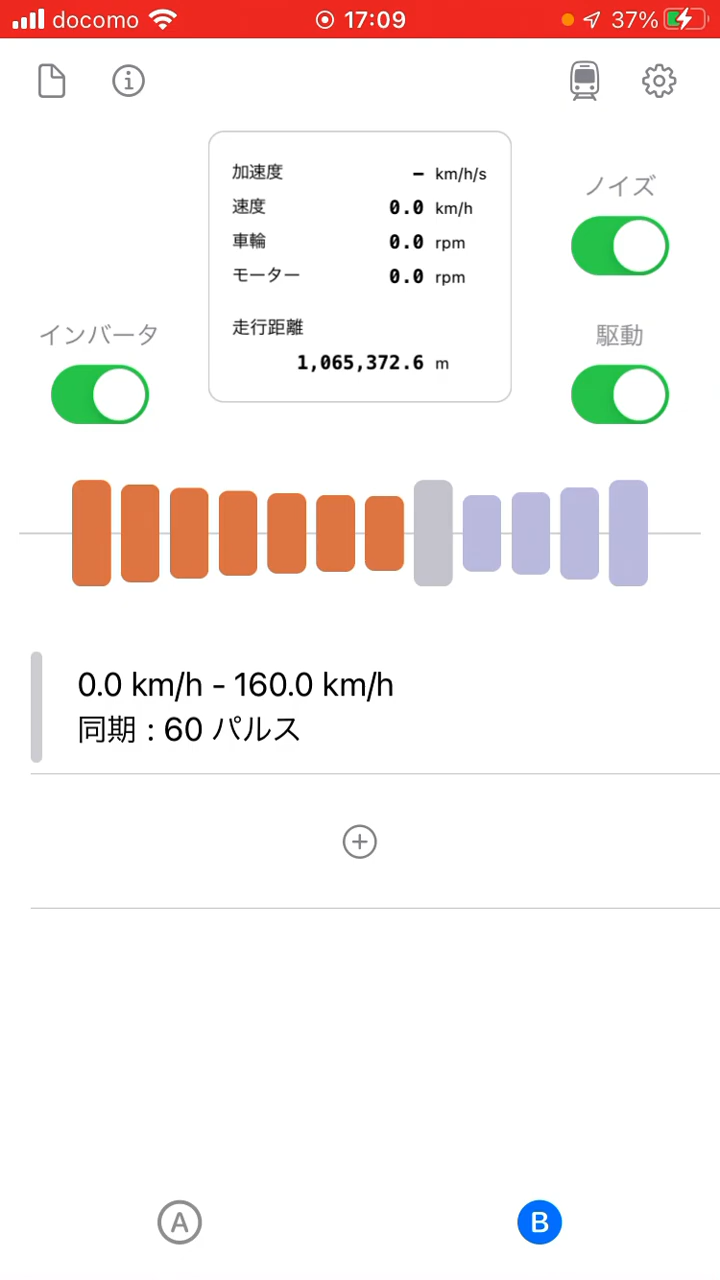 docomo 17:09 37%
加速度 – km/h/s
速度 0.0 km/h
車輪 0.0 rpm
モーター 0.0 rpm
走行距離
1,065,372.6 m
ノイズ
インバータ
駆動
0.0 km/h - 160.0 km/h
同期 : 60 パルス
A B